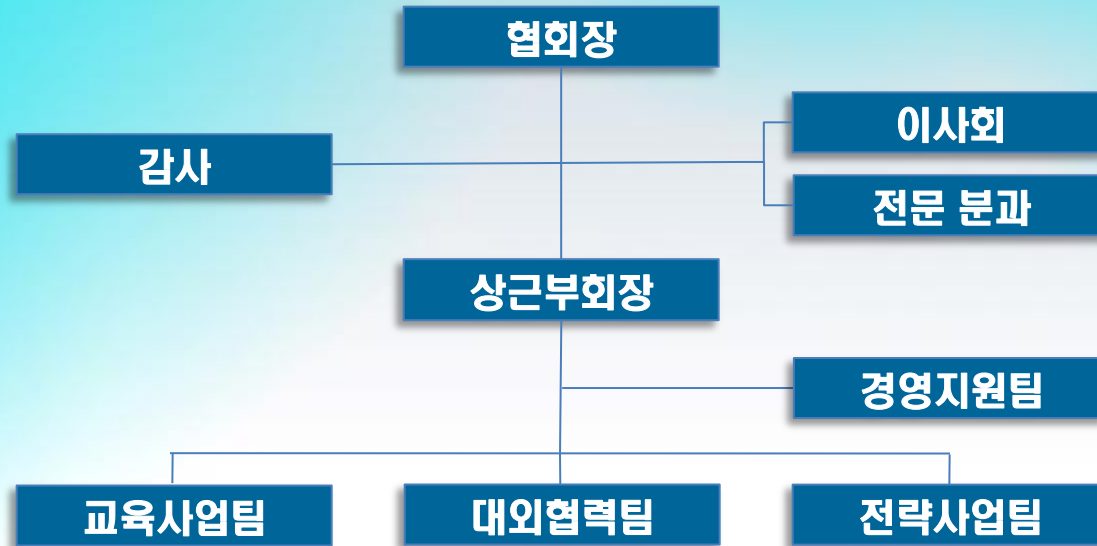 협회장
이사회
감사
전문 분과
상근부회장
경영지원팀
교육사업팀
대외협력팀
전략사업팀